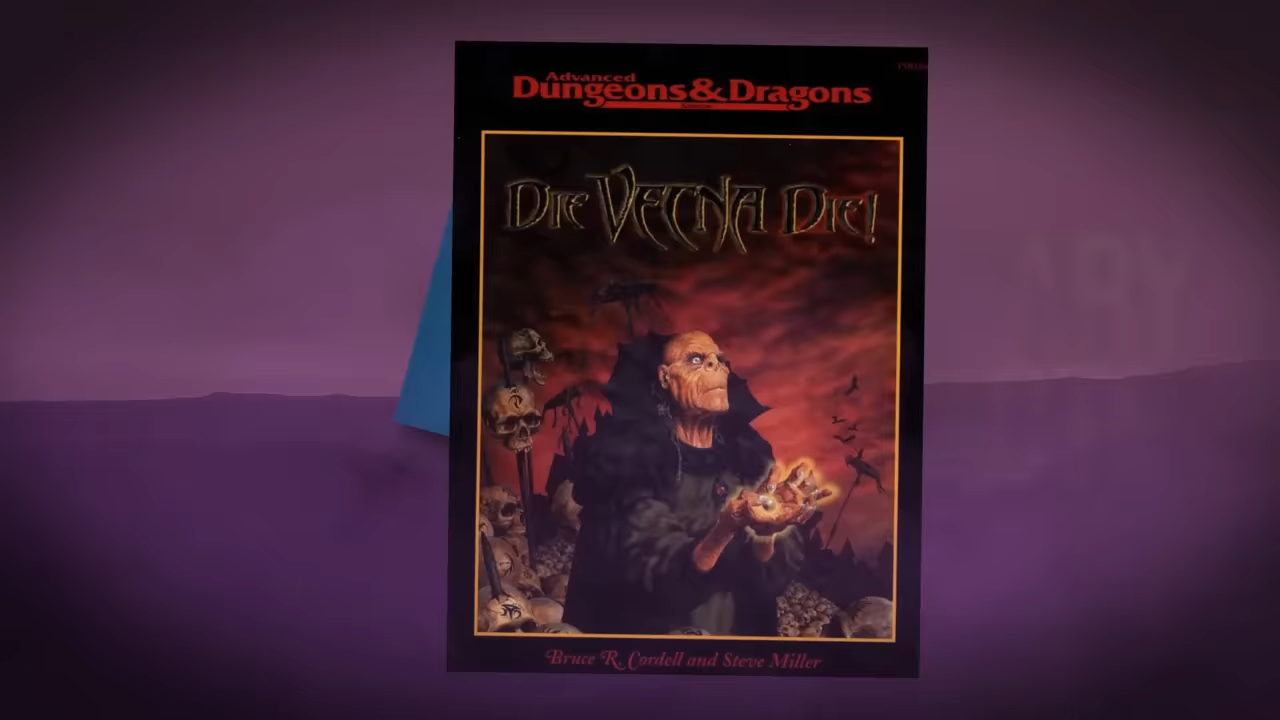 Advanced
Dungeons & Dragons
Die Vecna Die!
Bruce R. Cordell and Steve Miller